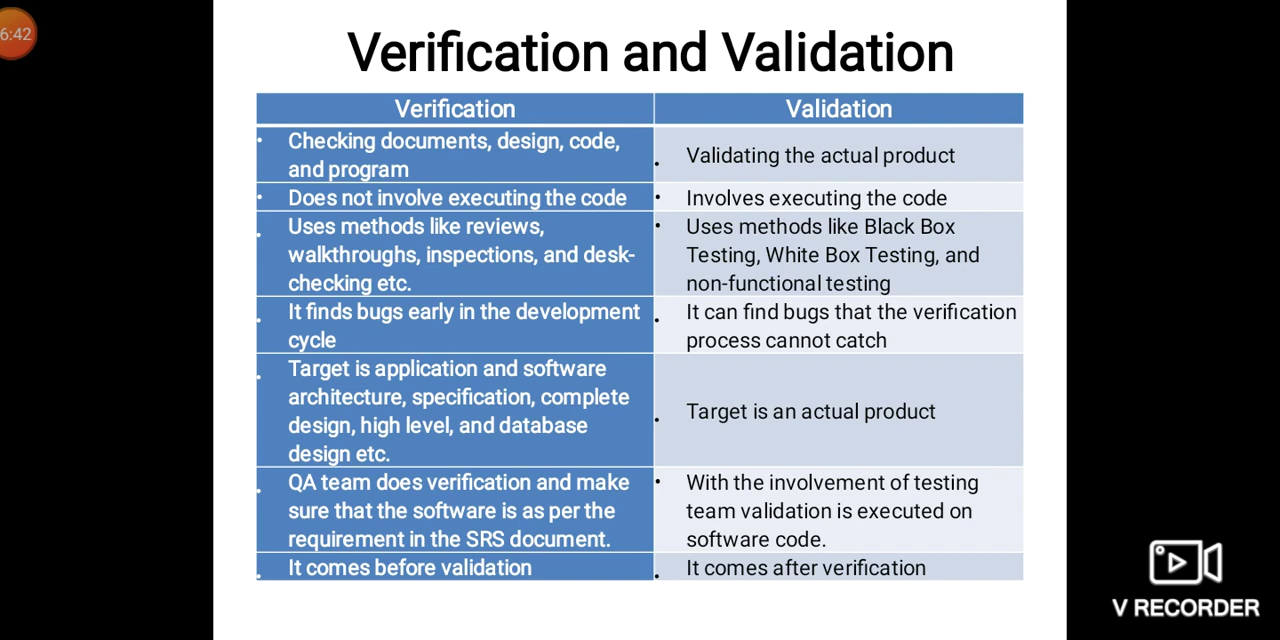 6:42
Verification and Validation
Verification
Validation
• Checking documents, design, code,
and program
• Validating the actual product
• Does not involve executing the code
• Involves executing the code
• Uses methods like reviews,
walkthroughs, inspections, and desk-
checking etc.
• Uses methods like Black Box
Testing, White Box Testing, and
non-functional testing
• It finds bugs early in the development
cycle
• It can find bugs that the verification
process cannot catch
• Target is application and software
architecture, specification, complete
design, high level, and database
design etc.
• Target is an actual product
• QA team does verification and make
sure that the software is as per the
requirement in the SRS document.
• With the involvement of testing
team validation is executed on
software code.
• It comes before validation
• It comes after verification
V RECORDER